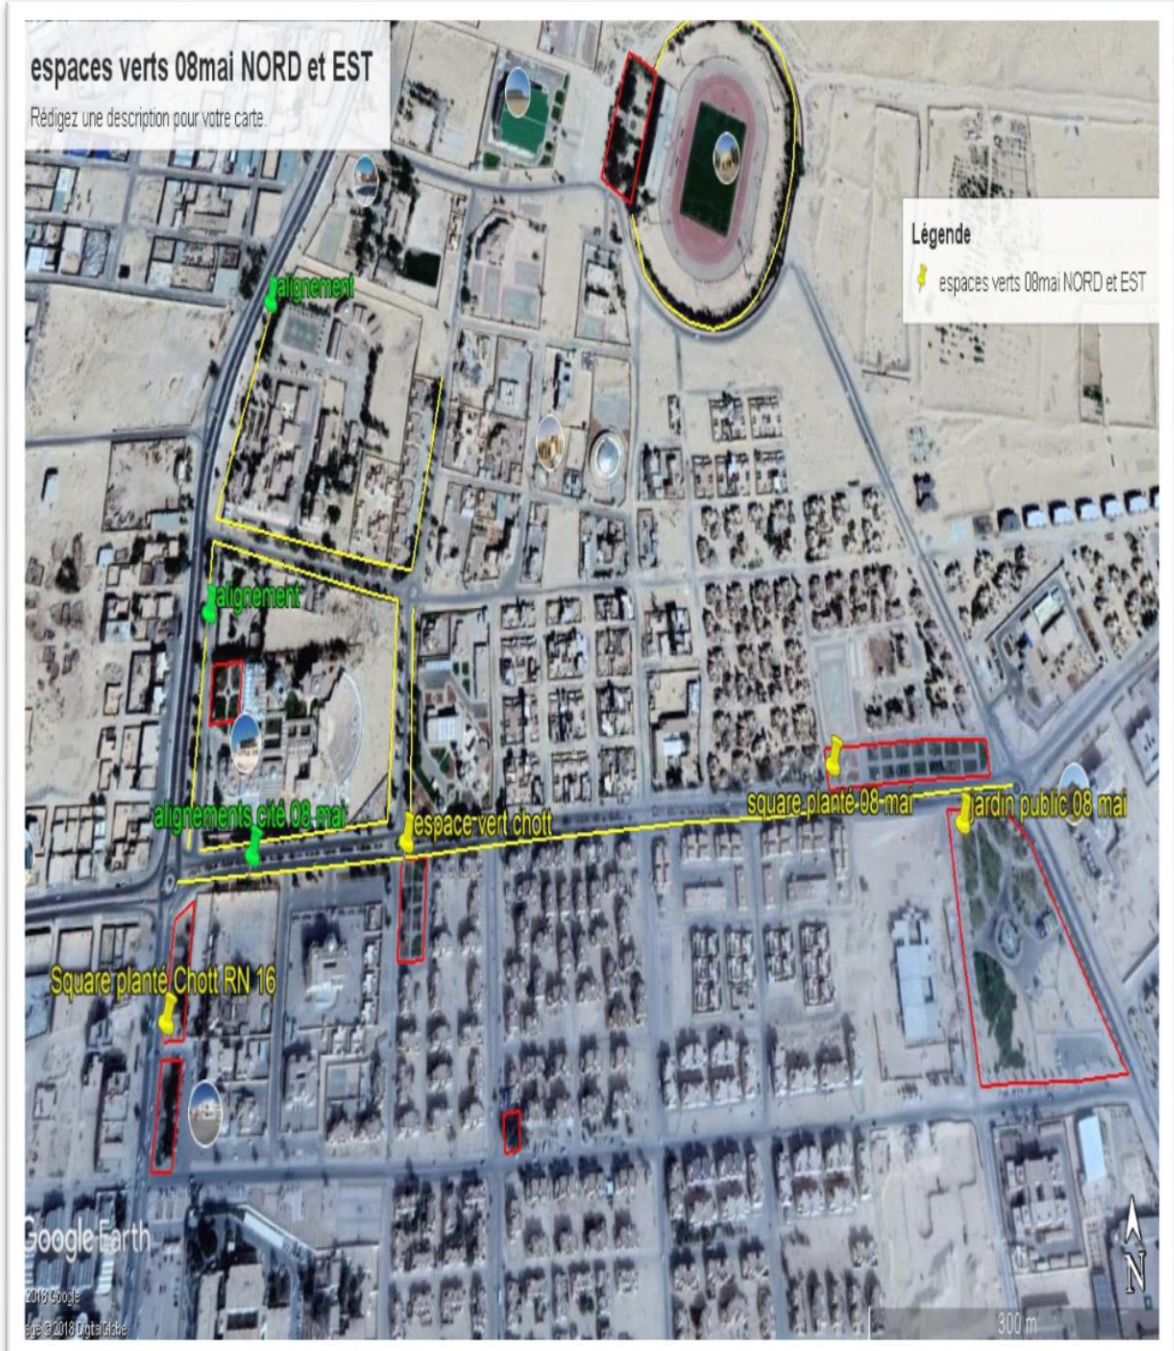 espaces verts 08mai NORD et EST
Rédigez une description pour votre carte.
Légende
espaces verts 08mai NORD et EST
alignement
alignement
alignements cité 08 mai
espace vert chott
square planté 08 mai
jardin public 08 mai
Square planté Chott RN 16
Google Earth
2018 Google
© 2018 DigitalGlobe
N
300 m